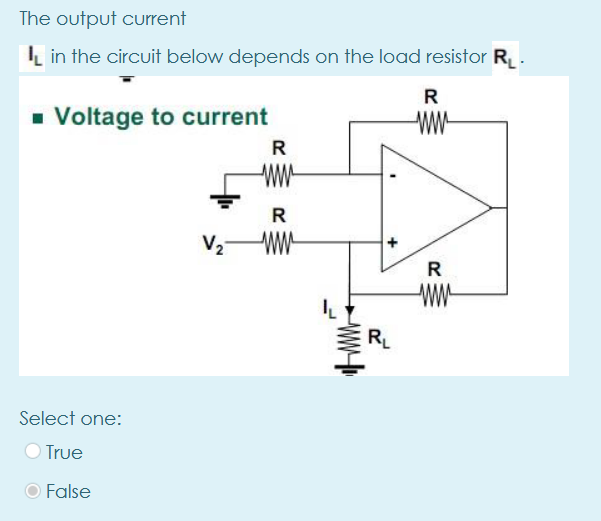 The output current
IL in the circuit below depends on the load resistor RL.
▪ Voltage to current
R
R
-
R
V2
+
R
IL
RL
Select one:
True
False